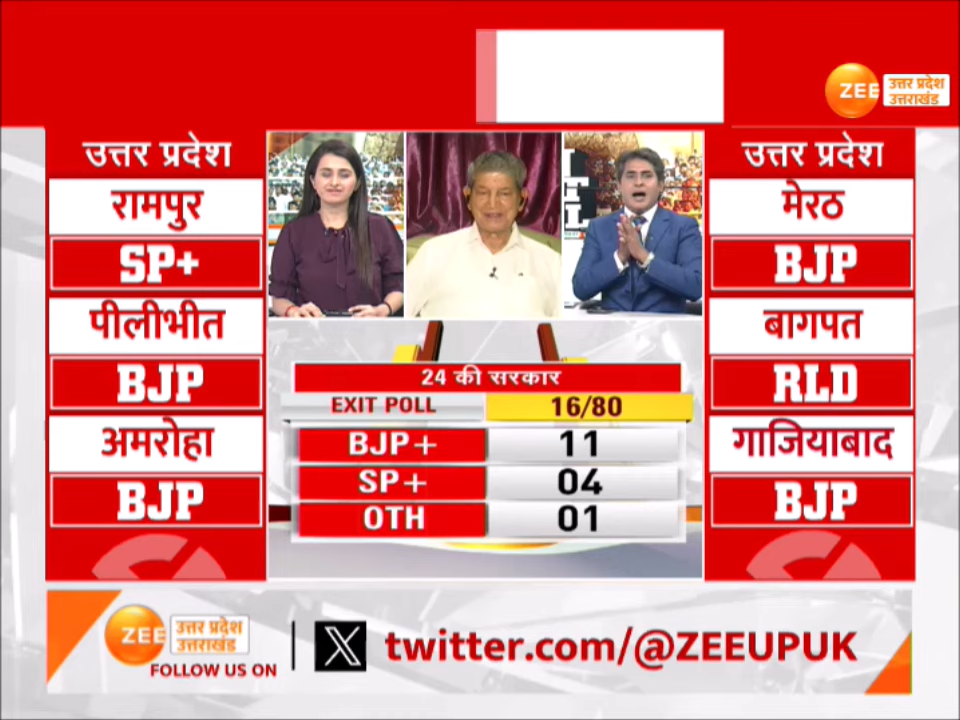 ZEE उत्तर प्रदेश
उत्तराखंड
उत्तर प्रदेश
रामपुर
SP+
पीलीभीत
BJP
अमरोहा
BJP
24 की सरकार
EXIT POLL 16/80
BJP+ 11
SP+ 04
OTH 01
उत्तर प्रदेश
मेरठ
BJP
बागपत
RLD
गाजियाबाद
BJP
ZEE उत्तर प्रदेश
उत्तराखंड
FOLLOW US ON
X twitter.com/@ZEEUPUK